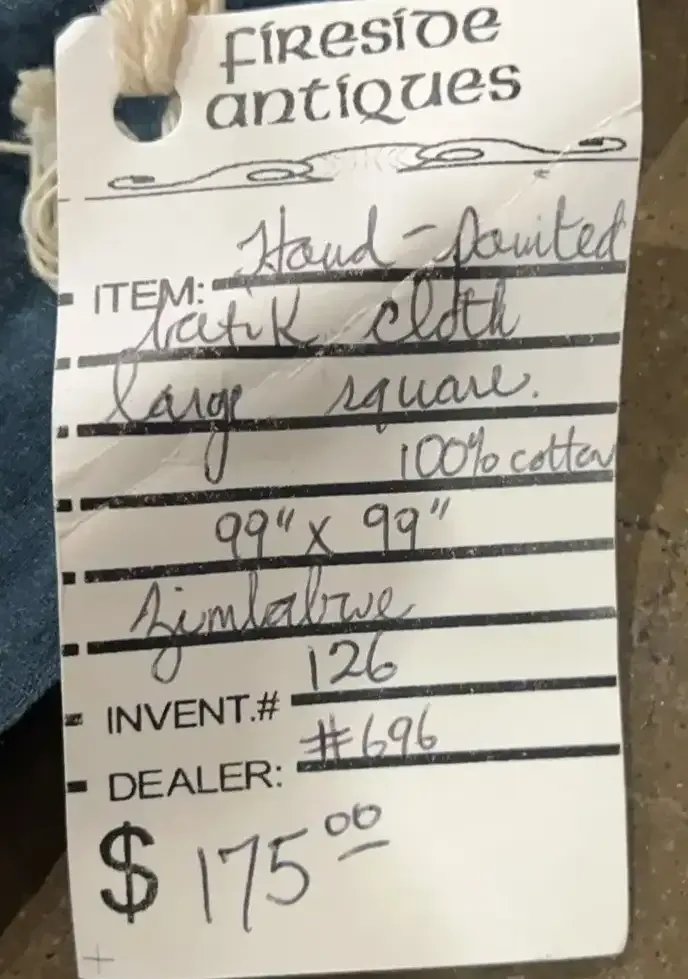 fireside
antiques
ITEM: Hand-Painted
batik cloth
large square.
100% cotton
99" x 99"
Zimbabwe
INVENT.# 126
DEALER: #696
$ 175.00